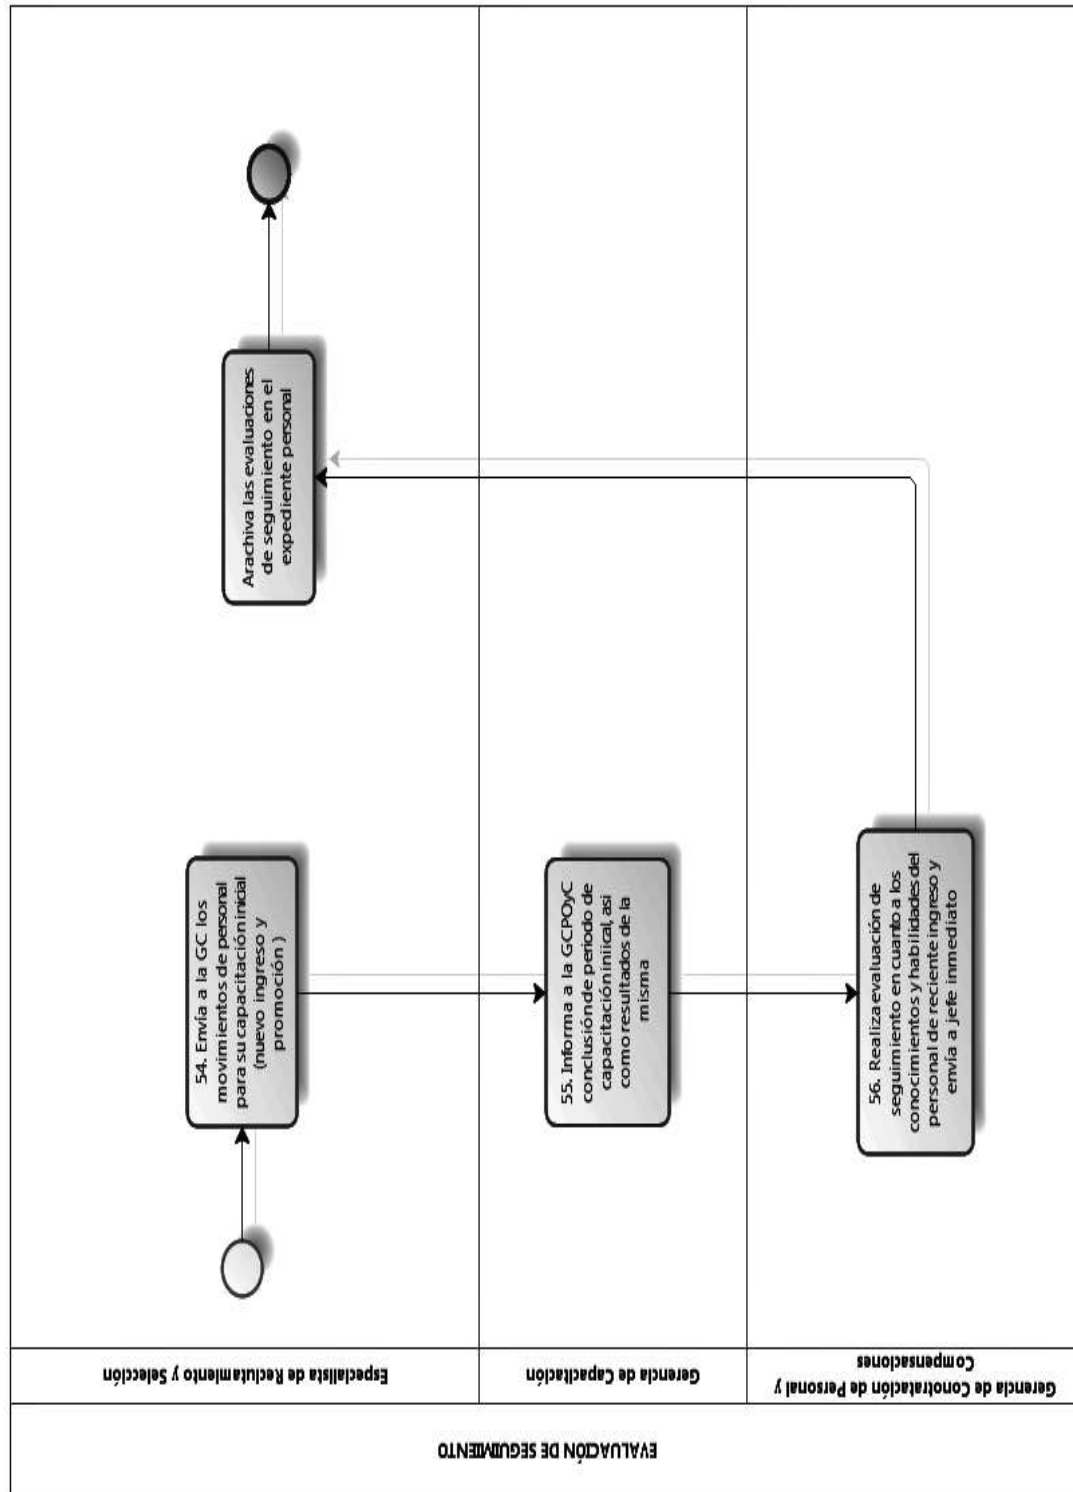 EVALUACIÓN DE SEGUIMIENTO
Especialista de Reclutamiento y Selección
54. Envía a la GC los
movimientos de personal
para su capacitación inicial
(nuevo ingreso y
promoción )
Arachiva las evaluaciones
de seguimiento en el
expediente personal
Gerencia de Capacitación
55. Informa a la GCPOyC
conclusión de periodo de
capacitación iniical, asi
como resultados de la
misma
Gerencia de Conotratación de Personal y
Compensaciones
56. Realiza evaluación de
seguimiento en cuanto a los
conocimientos y habilidades del
personal de reciente ingreso y
envía a jefe inmediato